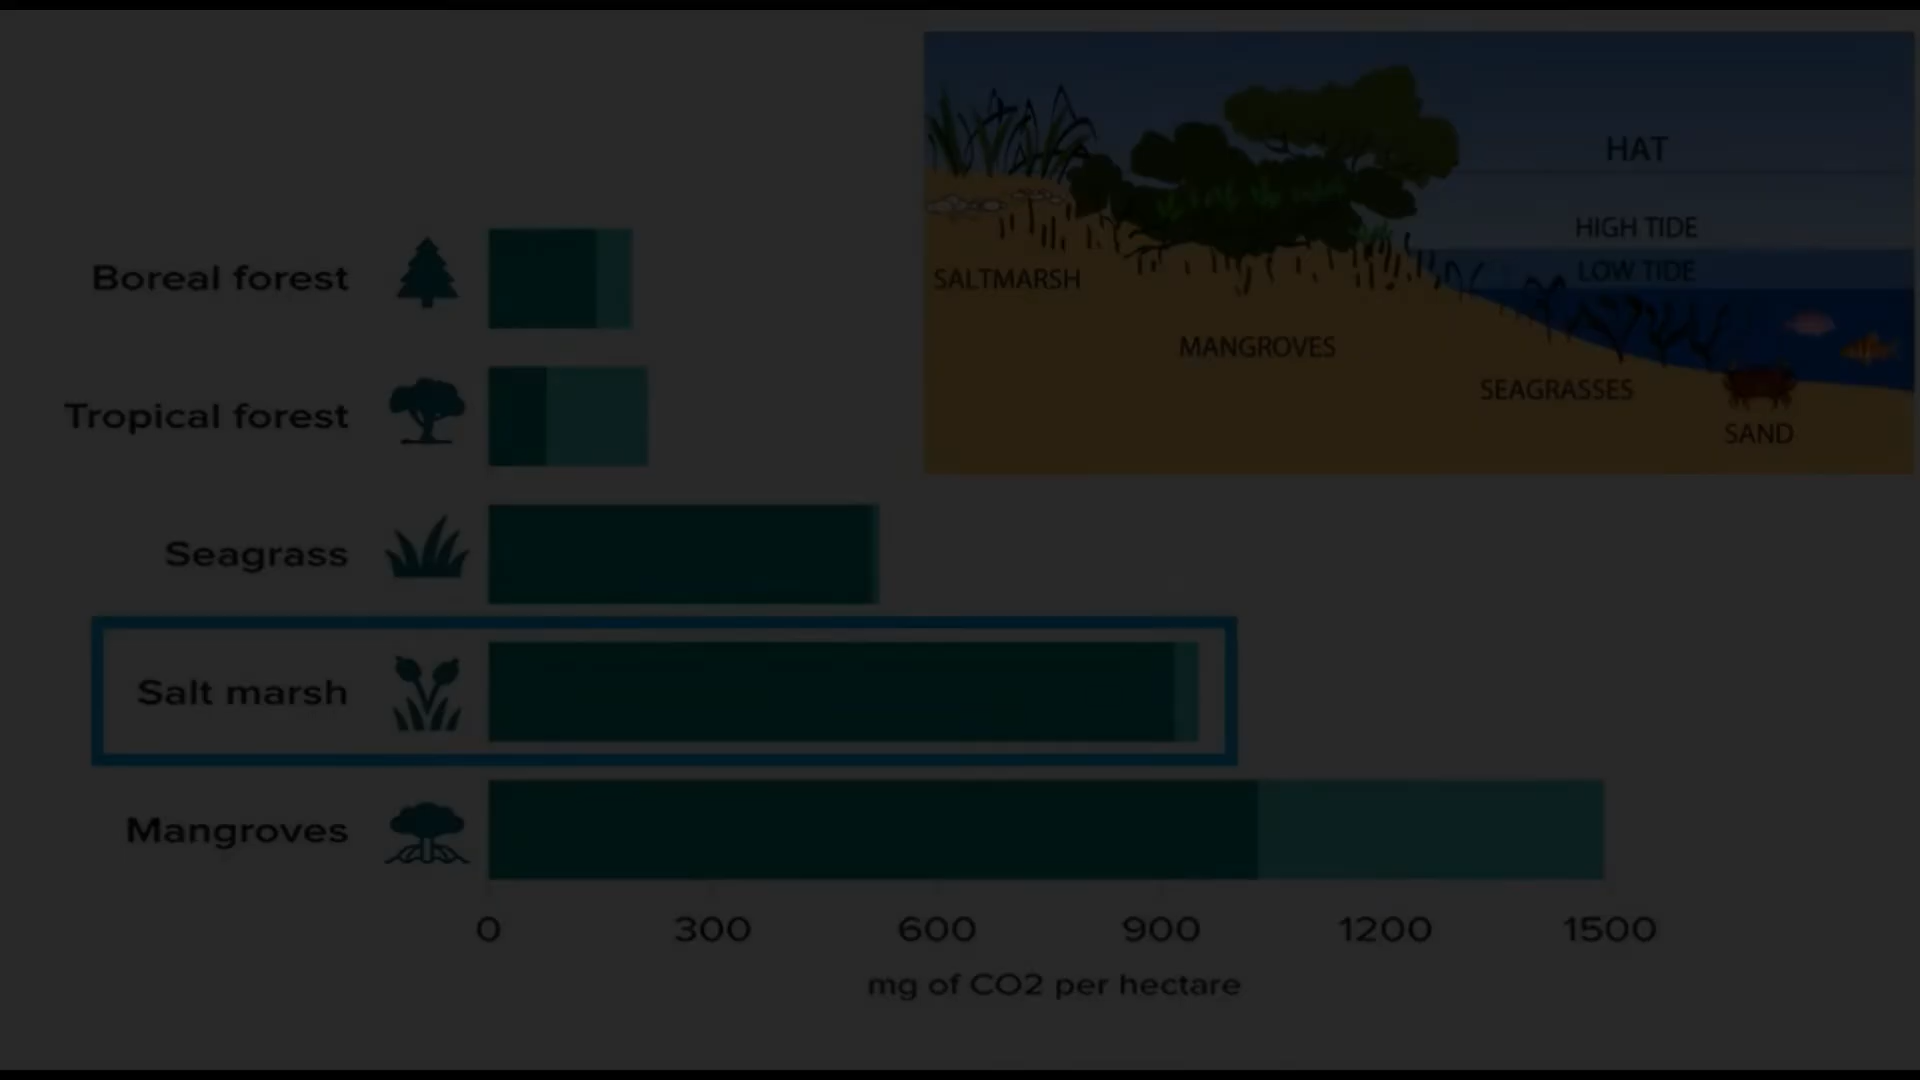 HAT
HIGH TIDE
LOW TIDE
SALTMARSH
MANGROVES
SEAGRASSES
SAND
Boreal forest
Tropical forest
Seagrass
Salt marsh
Mangroves
0 300 600 900 1200 1500
mg of CO2 per hectare